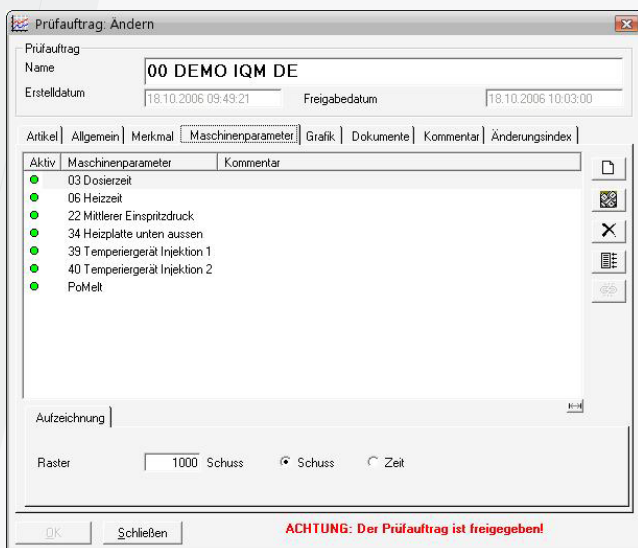 Prüfauftrag: Ändern
Prüfauftrag
Name 00 DEMO IQM DE
Erstelldatum 18.10.2006 09:49:21 Freigabedatum 18.10.2006 10:03:00
Artikel Allgemein Merkmal Maschinenparameter Grafik Dokumente Kommentar Änderungsindex
Aktiv Maschinenparameter Kommentar
03 Dosierzeit
06 Heizzeit
22 Mittlerer Einspritzdruck
34 Heizplatte unten aussen
39 Temperiergerät Injektion 1
40 Temperiergerät Injektion 2
PoMelt
Aufzeichnung
Raster 1000 Schuss Schuss Zeit
OK Schließen ACHTUNG: Der Prüfauftrag ist freigegeben!